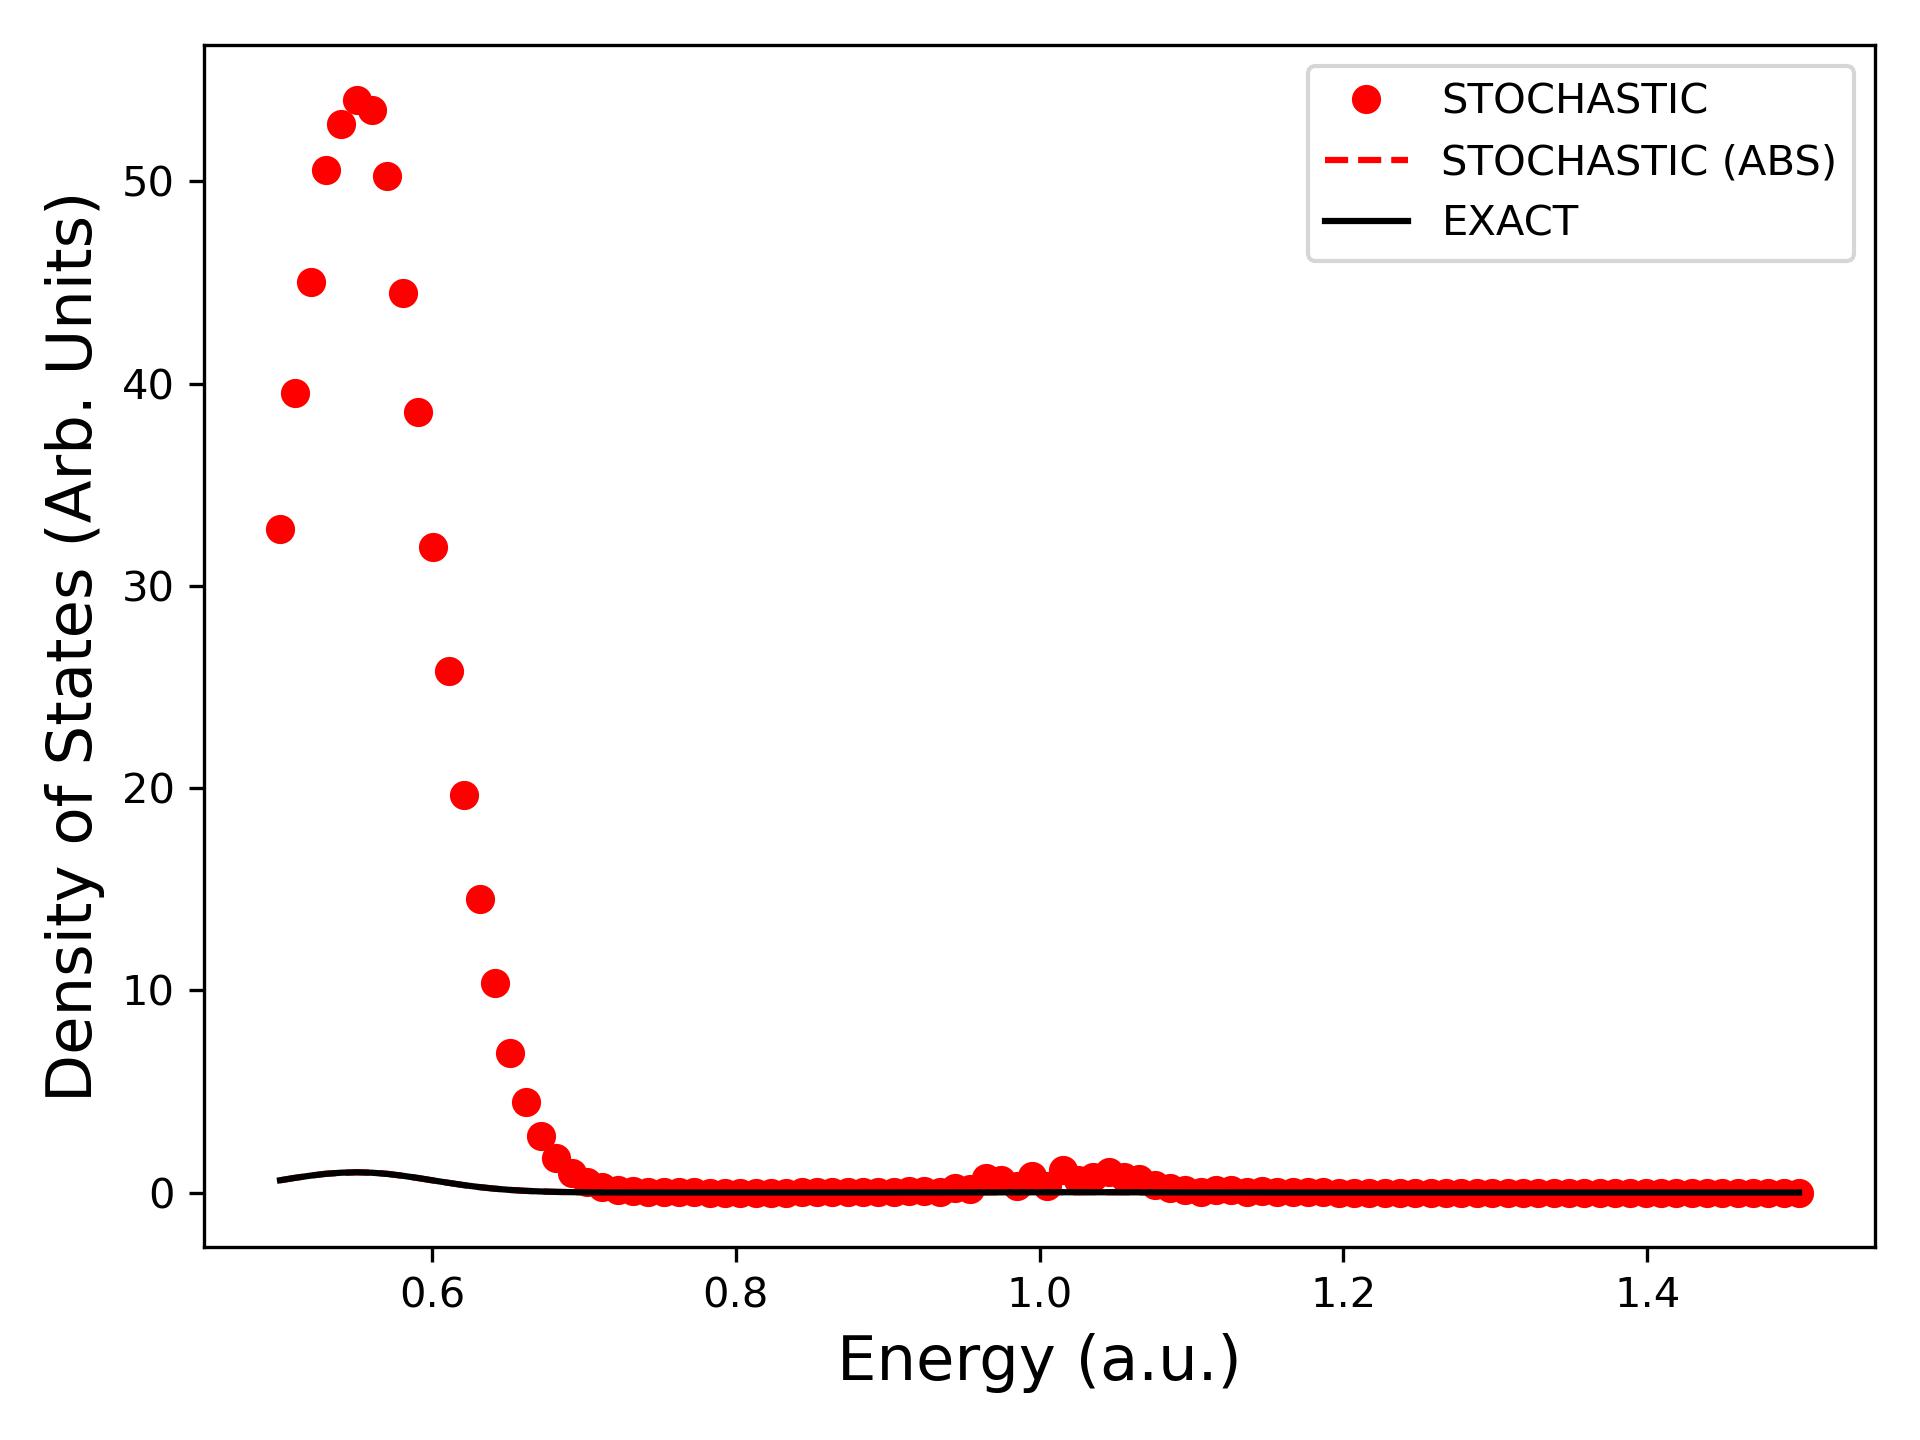 STOCHASTIC
STOCHASTIC (ABS)
EXACT
Density of States (Arb. Units)
50
40
30
20
10
0
0.6 0.8 1.0 1.2 1.4
Energy (a.u.)